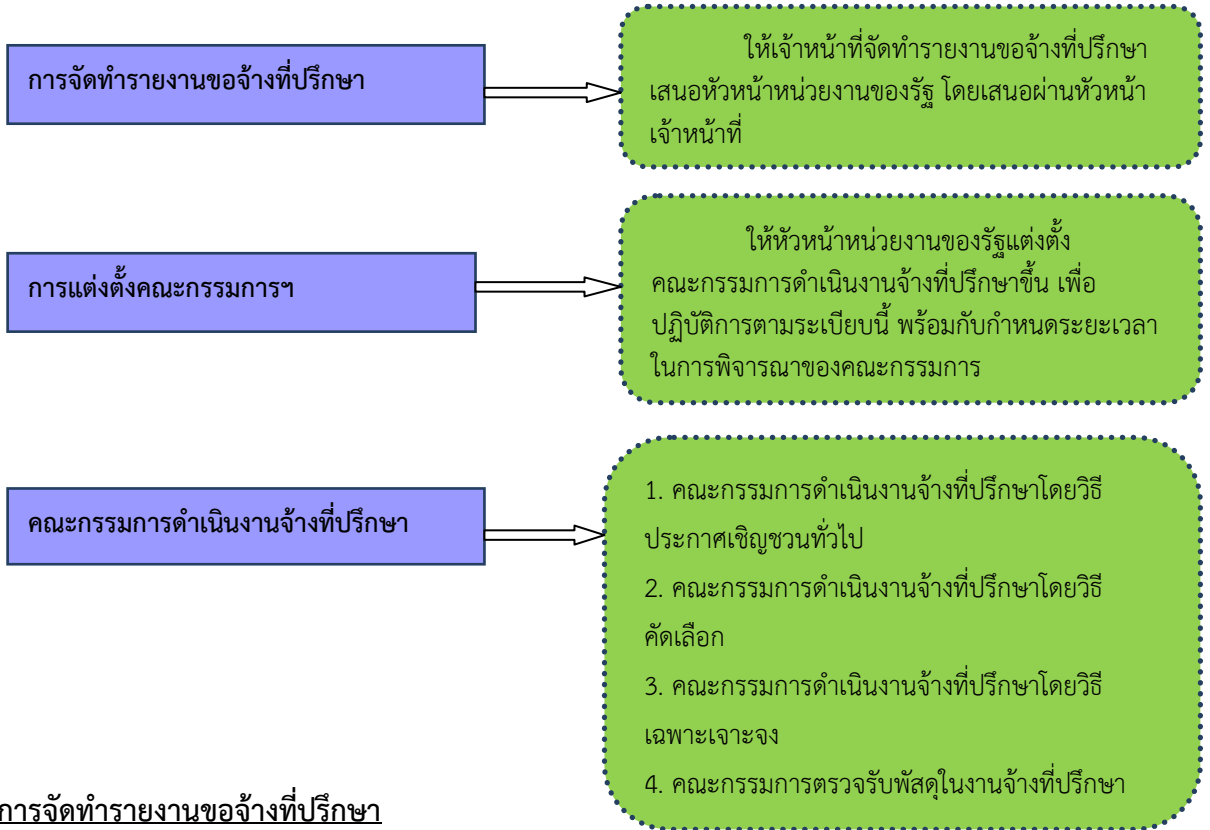 การจัดทำรายงานขอจ้างที่ปรึกษา
ให้เจ้าหน้าที่จัดทำรายงานขอจ้างที่ปรึกษา
เสนอหัวหน้าหน่วยงานของรัฐ โดยเสนอผ่านหัวหน้า
เจ้าหน้าที่
การแต่งตั้งคณะกรรมการฯ
ให้หัวหน้าหน่วยงานของรัฐแต่งตั้ง
คณะกรรมการดำเนินงานจ้างที่ปรึกษาขึ้น เพื่อ
ปฏิบัติการตามระเบียบนี้ พร้อมกับกำหนดระยะเวลา
ในการพิจารณาของคณะกรรมการ
คณะกรรมการดำเนินงานจ้างที่ปรึกษา
1. คณะกรรมการดำเนินงานจ้างที่ปรึกษาโดยวิธี
ประกาศเชิญชวนทั่วไป
2. คณะกรรมการดำเนินงานจ้างที่ปรึกษาโดยวิธี
คัดเลือก
3. คณะกรรมการดำเนินงานจ้างที่ปรึกษาโดยวิธี
เฉพาะเจาะจง
4. คณะกรรมการตรวจรับพัสดุในงานจ้างที่ปรึกษา
การจัดทำรายงานขอจ้างที่ปรึกษา